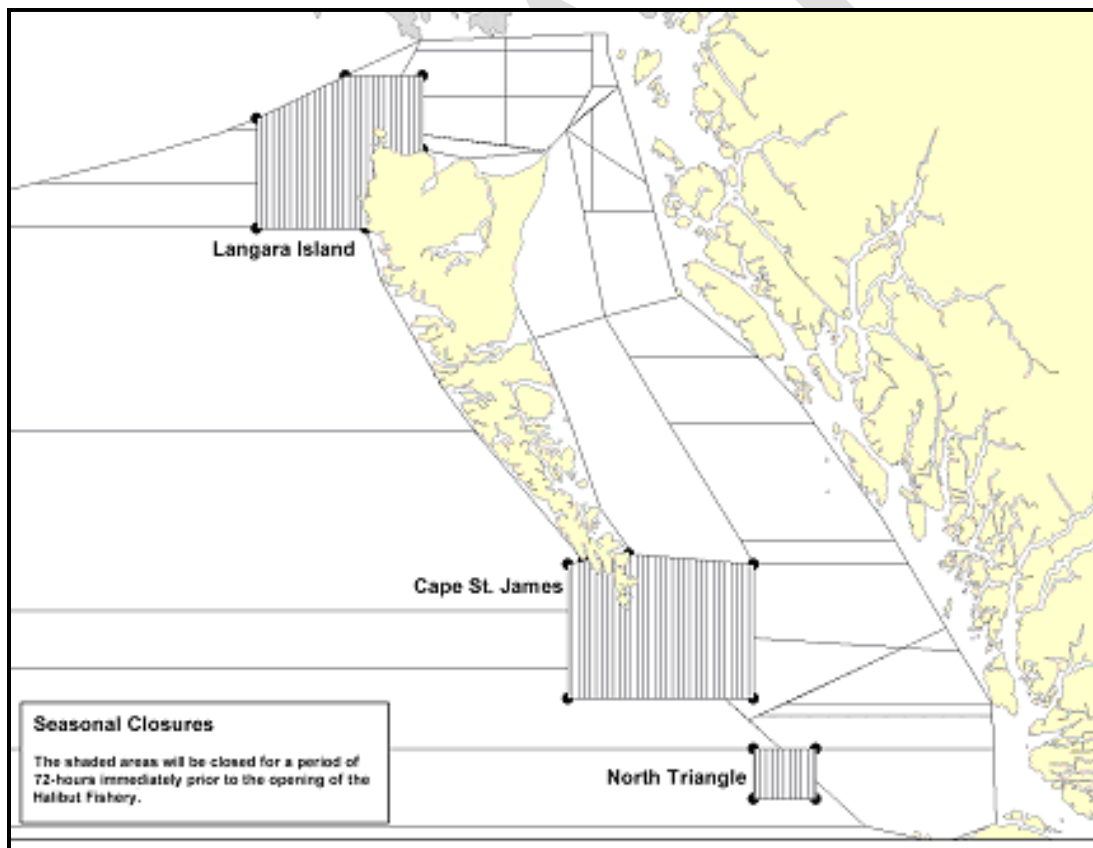 Langara Island
Cape St. James
Seasonal Closures
The shaded areas will be closed for a period of
72-hours immediately prior to the opening of the
Halibut Fishery.
North Triangle